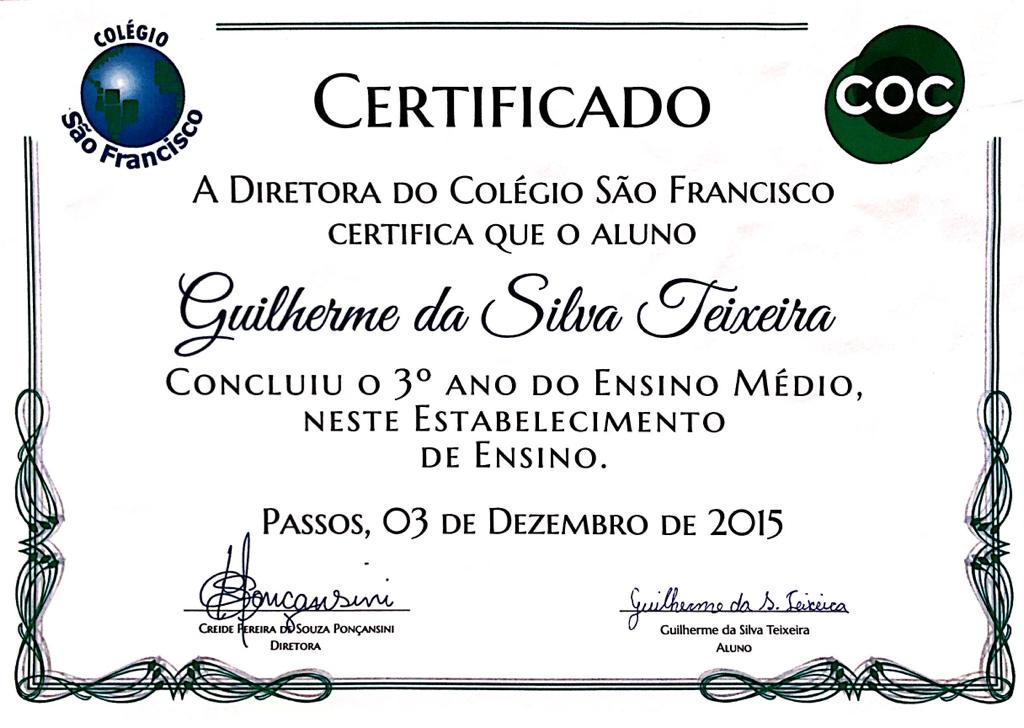 COLÉGIO
São Francisco
COC
CERTIFICADO
A DIRETORA DO COLÉGIO SÃO FRANCISCO
CERTIFICA QUE O ALUNO
Guilherme da Silva Teixeira
CONCLUIU O 3º ANO DO ENSINO MÉDIO,
NESTE ESTABELECIMENTO
DE ENSINO.
PASSOS, 03 DE DEZEMBRO DE 2015
Ponçansini
Guilherme da S. Teixeira
CREIDE PEREIRA DE SOUZA PONÇANSINI
Guilherme da Silva Teixeira
DIRETORA
ALUNO